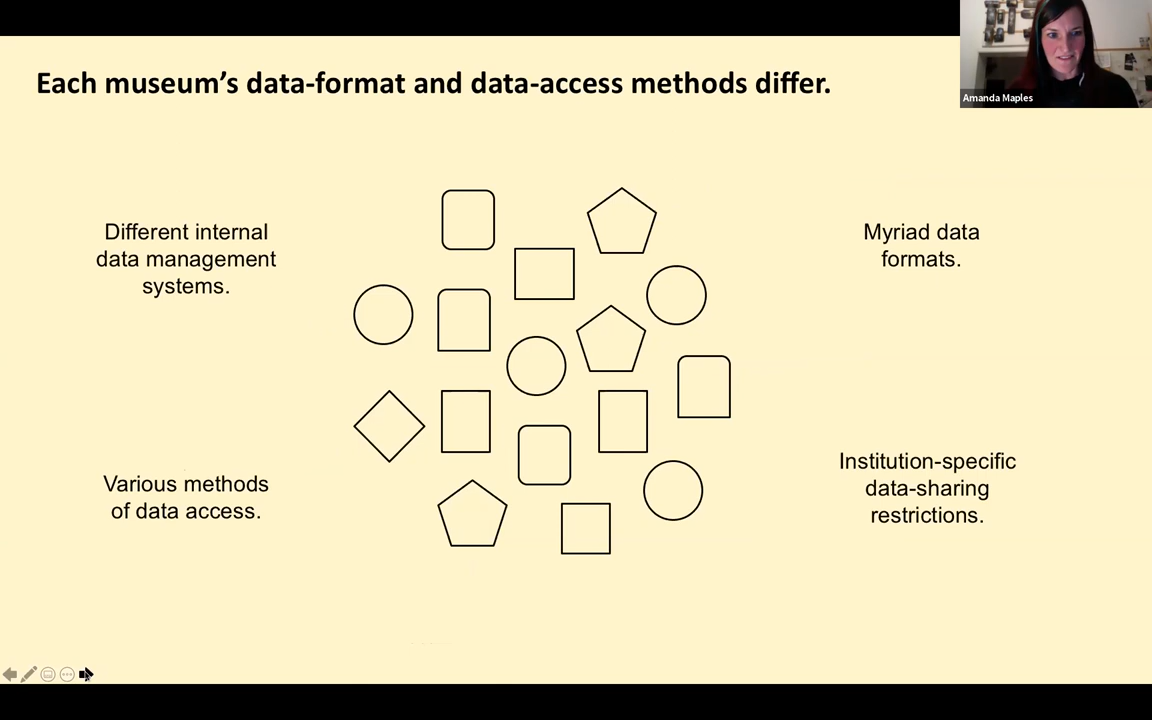 Each museum’s data-format and data-access methods differ.
Amanda Maples
Different internal
data management
systems.
Myriad data
formats.
Various methods
of data access.
Institution-specific
data-sharing
restrictions.